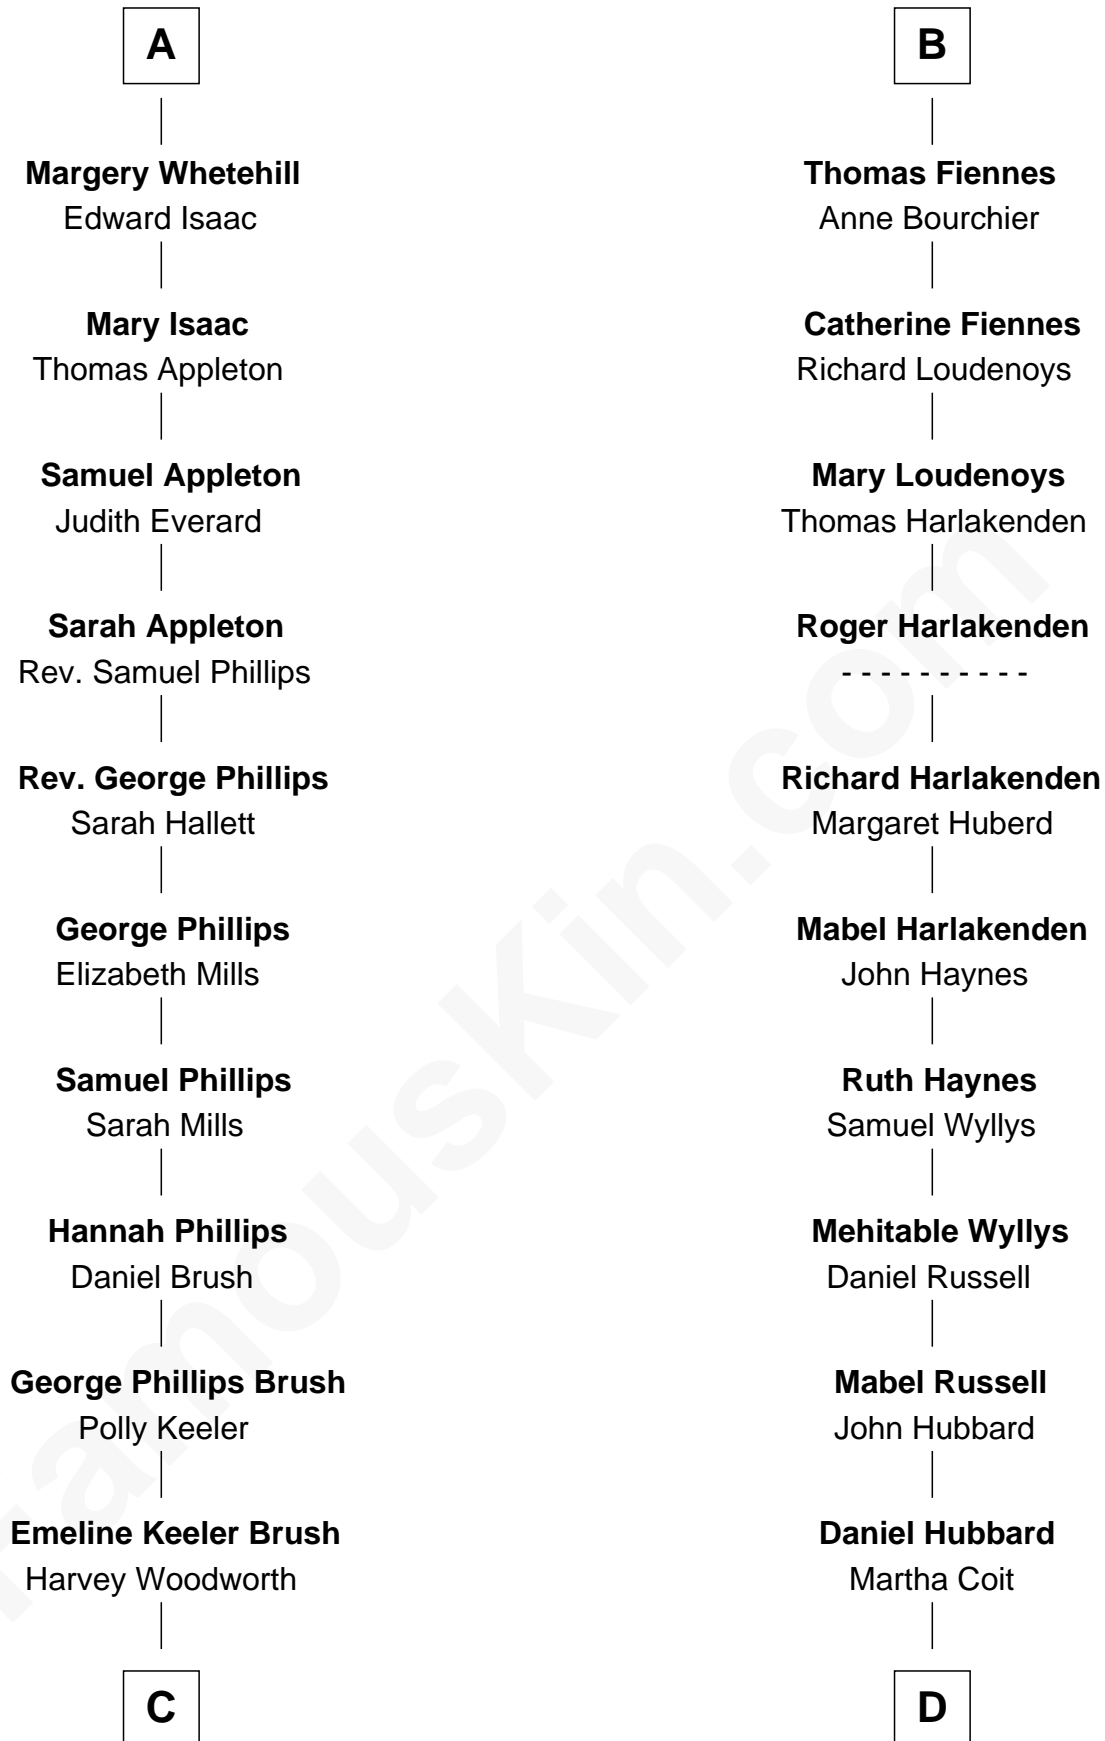 A
Margery Whetehill
Edward Isaac
Mary Isaac
Thomas Appleton
Samuel Appleton
Judith Everard
Sarah Appleton
Rev. Samuel Phillips
Rev. George Phillips
Sarah Hallett
George Phillips
Elizabeth Mills
Samuel Phillips
Sarah Mills
Hannah Phillips
Daniel Brush
George Phillips Brush
Polly Keeler
Emeline Keeler Brush
Harvey Woodworth
C
B
Thomas Fiennes
Anne Bourchier
Catherine Fiennes
Richard Loudenoys
Mary Loudenoys
Thomas Harlakenden
Roger Harlakenden
- - - - - - - - - -
Richard Harlakenden
Margaret Huberd
Mabel Harlakenden
John Haynes
Ruth Haynes
Samuel Wyllys
Mehitable Wyllys
Daniel Russell
Mabel Russell
John Hubbard
Daniel Hubbard
Martha Coit
D
FamousKin.com